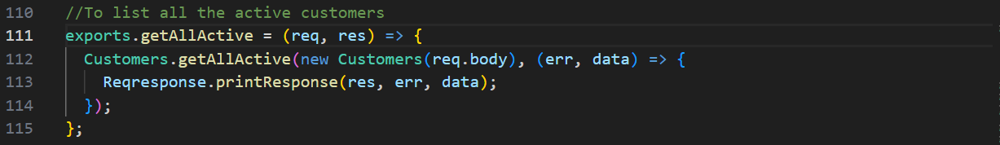 110 //To list all the active customers
111 exports.getAllActive = (req, res) => {
112 Customers.getAllActive(new Customers(req.body), (err, data) => {
113 Reqresponse.printResponse(res, err, data);
114 });
115 };